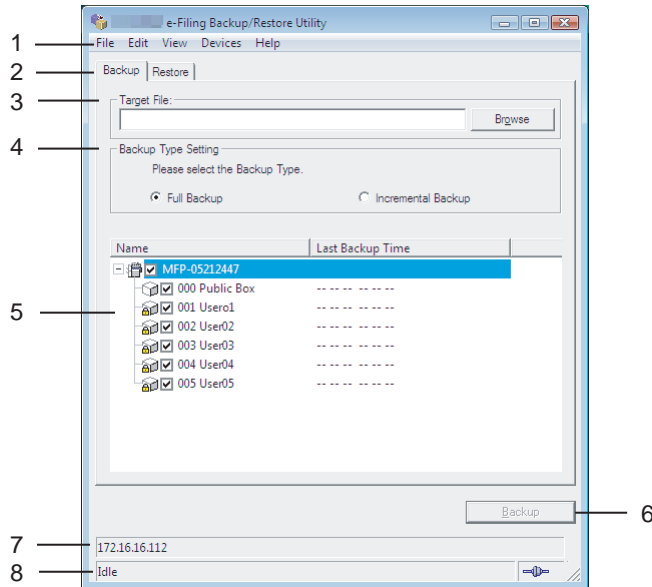 e-Filing Backup/Restore Utility
1
File Edit View Devices Help
2
Backup Restore
3
Target File:
Browse
4
Backup Type Setting
Please select the Backup Type.
Full Backup Incremental Backup
Name Last Backup Time
MFP-05212447
000 Public Box -- -- -- -- -- --
5
001 Usero1 -- -- -- -- -- --
002 User02 -- -- -- -- -- --
003 User03 -- -- -- -- -- --
004 User04 -- -- -- -- -- --
005 User05 -- -- -- -- -- --
Backup
6
7
172.16.16.112
8
Idle